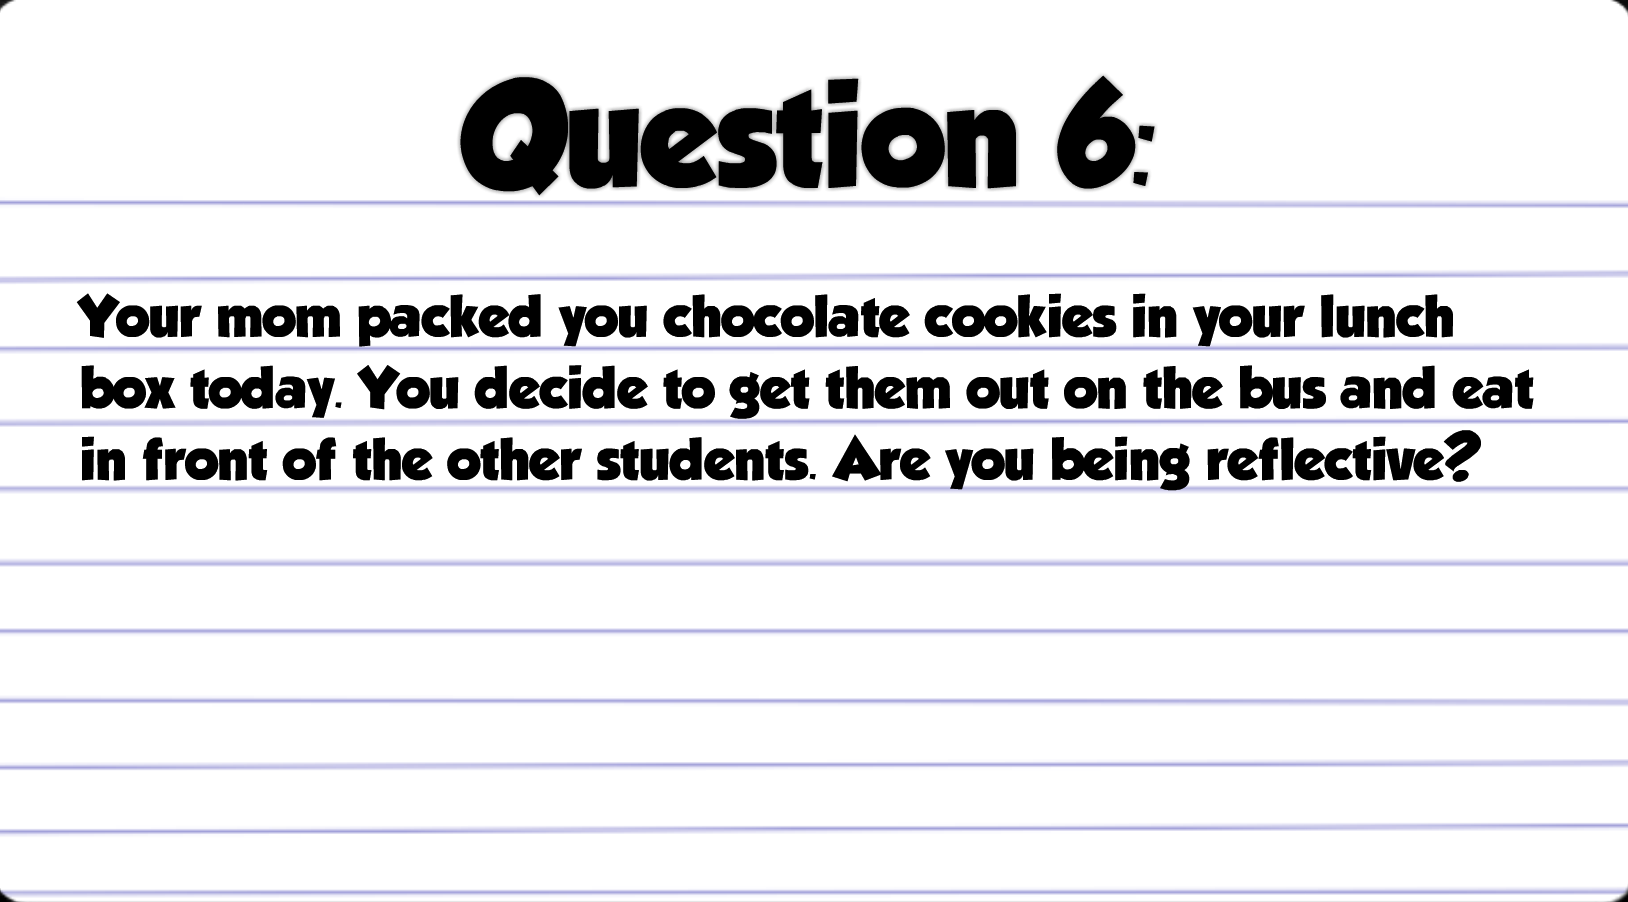 Question 6:
Your mom packed you chocolate cookies in your lunch
box today. You decide to get them out on the bus and eat
in front of the other students. Are you being reflective?